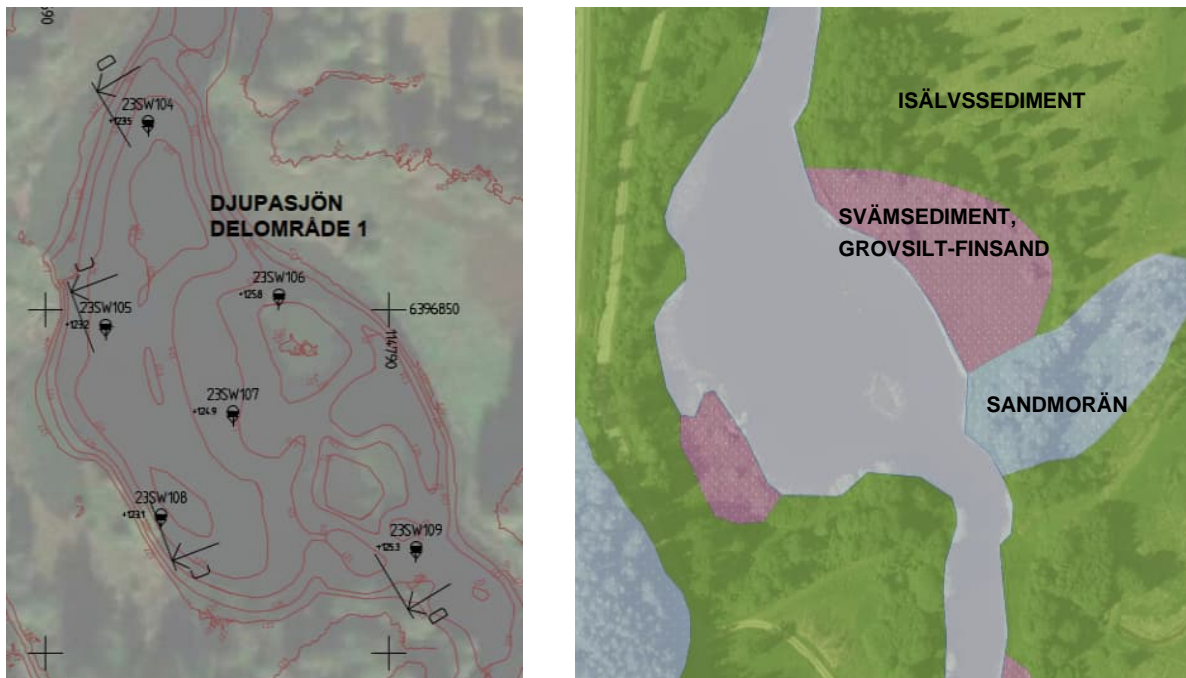 23SW104
+123.5
DJUPASJÖN
DELOMRÅDE 1
23SW106
+125.8
23SW105
+123.2
6396850
114790
23SW107
+124.9
23SW108
+123.1
23SW109
+125.3
D
J
J
D
ISÄLVSSEDIMENT
SVÄMSEDIMENT,
GROVSILT-FINSAND
SANDMORÄN